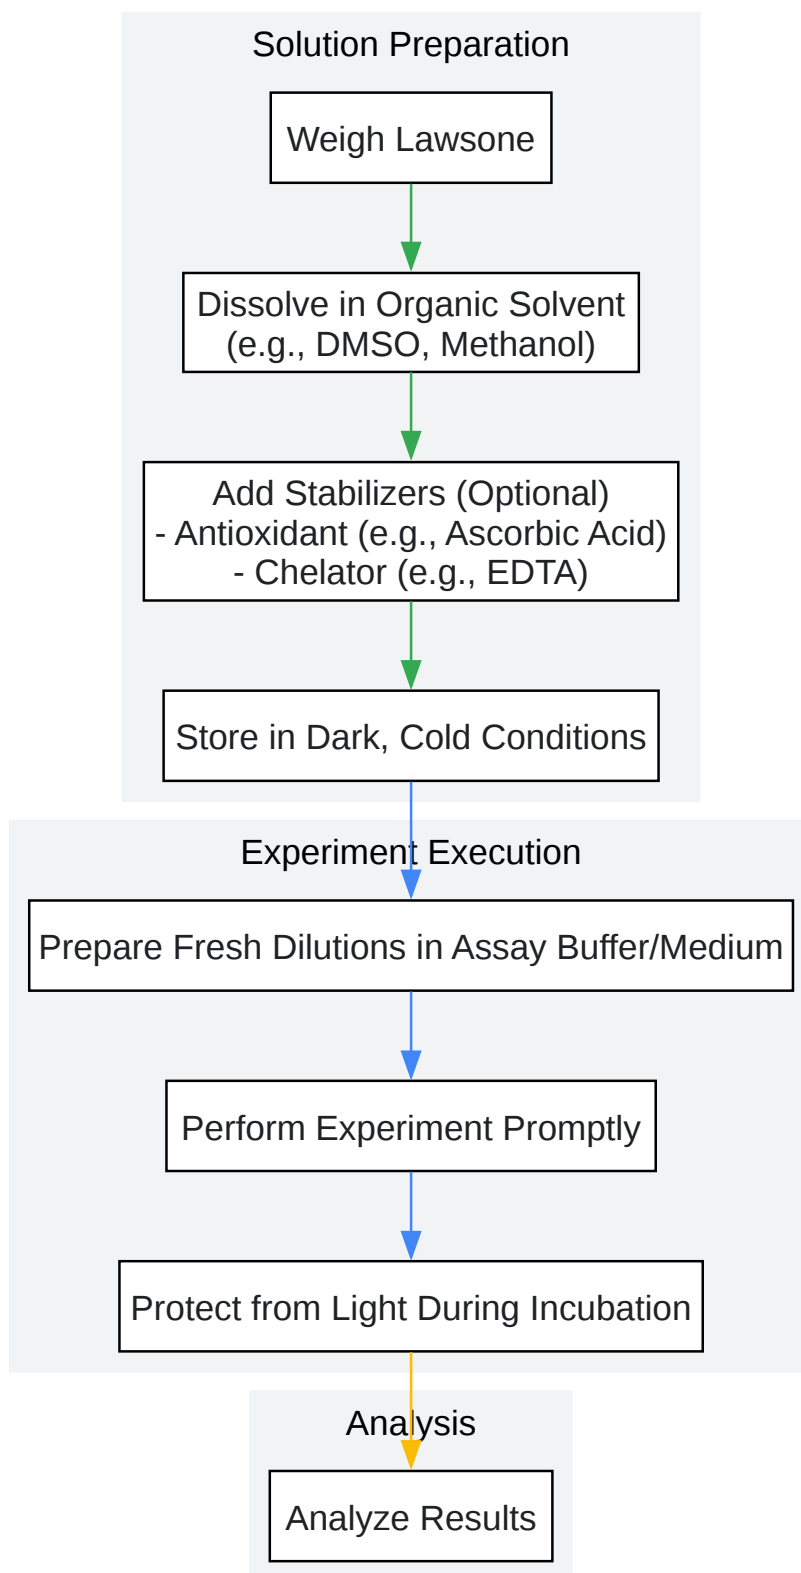 Solution Preparation
Weigh Lawsone
Dissolve in Organic Solvent
(e.g., DMSO, Methanol)
Add Stabilizers (Optional)
- Antioxidant (e.g., Ascorbic Acid)
- Chelator (e.g., EDTA)
Store in Dark, Cold Conditions
Experiment Execution
Prepare Fresh Dilutions in Assay Buffer/Medium
Perform Experiment Promptly
Protect from Light During Incubation
Analysis
Analyze Results